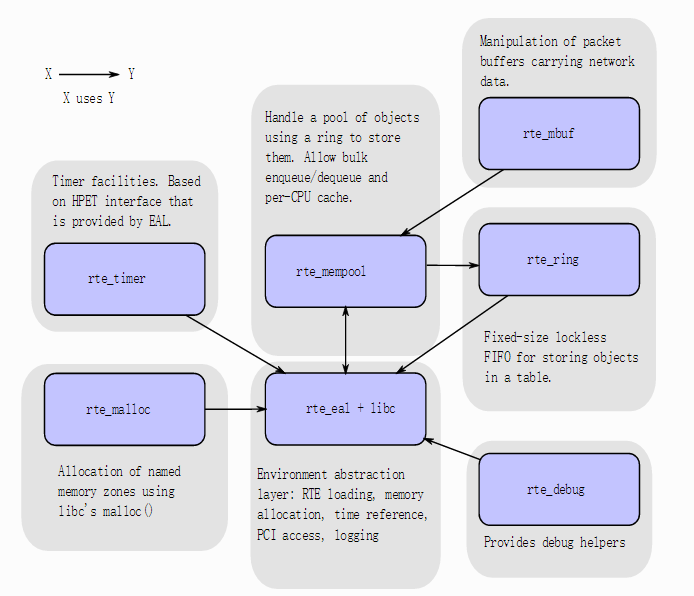 Manipulation of packet
buffers carrying network
data.
rte_mbuf
X
Y
X uses Y
Handle a pool of objects
using a ring to store
them. Allow bulk
enqueue/dequeue and
per-CPU cache.
rte_mempool
Timer facilities. Based
on HPET interface that
is provided by EAL.
rte_timer
rte_ring
Fixed-size lockless
FIFO for storing objects
in a table.
rte_malloc
Allocation of named
memory zones using
libc's malloc()
rte_eal + libc
Environment abstraction
layer: RTE loading, memory
allocation, time reference,
PCI access, logging
rte_debug
Provides debug helpers